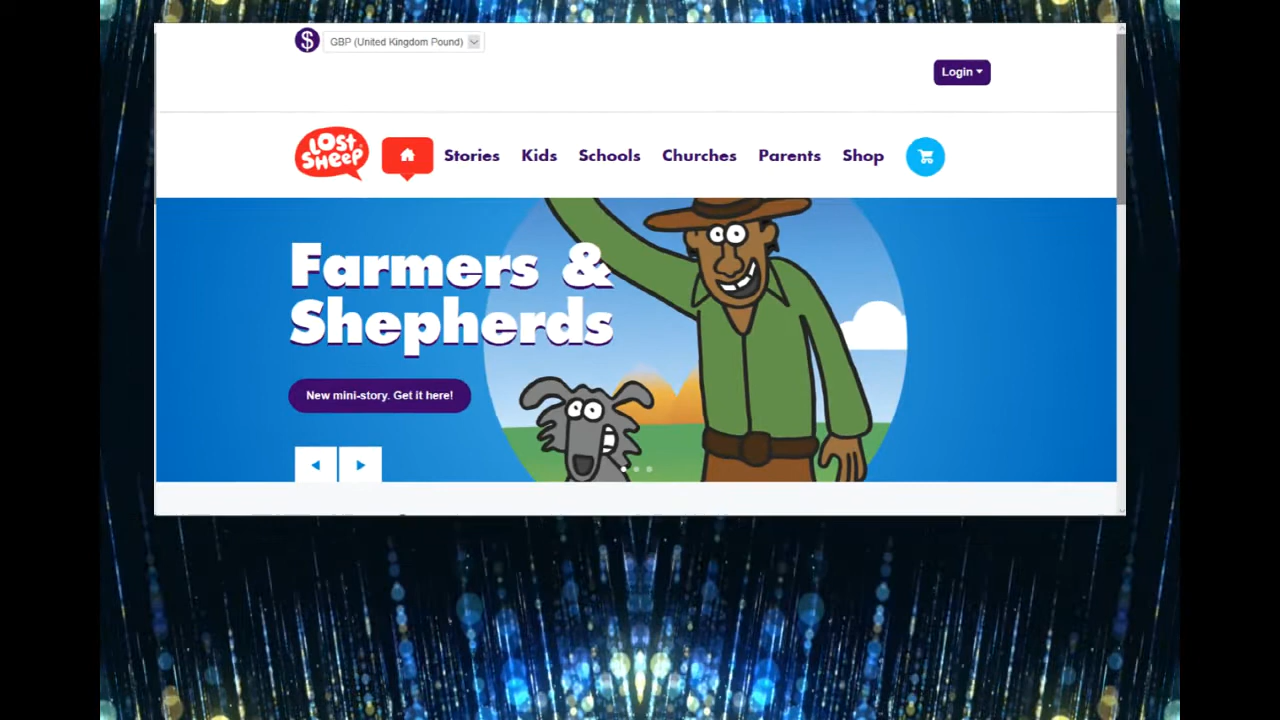 $ GBP (United Kingdom Pound)
Login
LOST SHEEP
Stories Kids Schools Churches Parents Shop
Farmers &
Shepherds
New mini-story. Get it here!